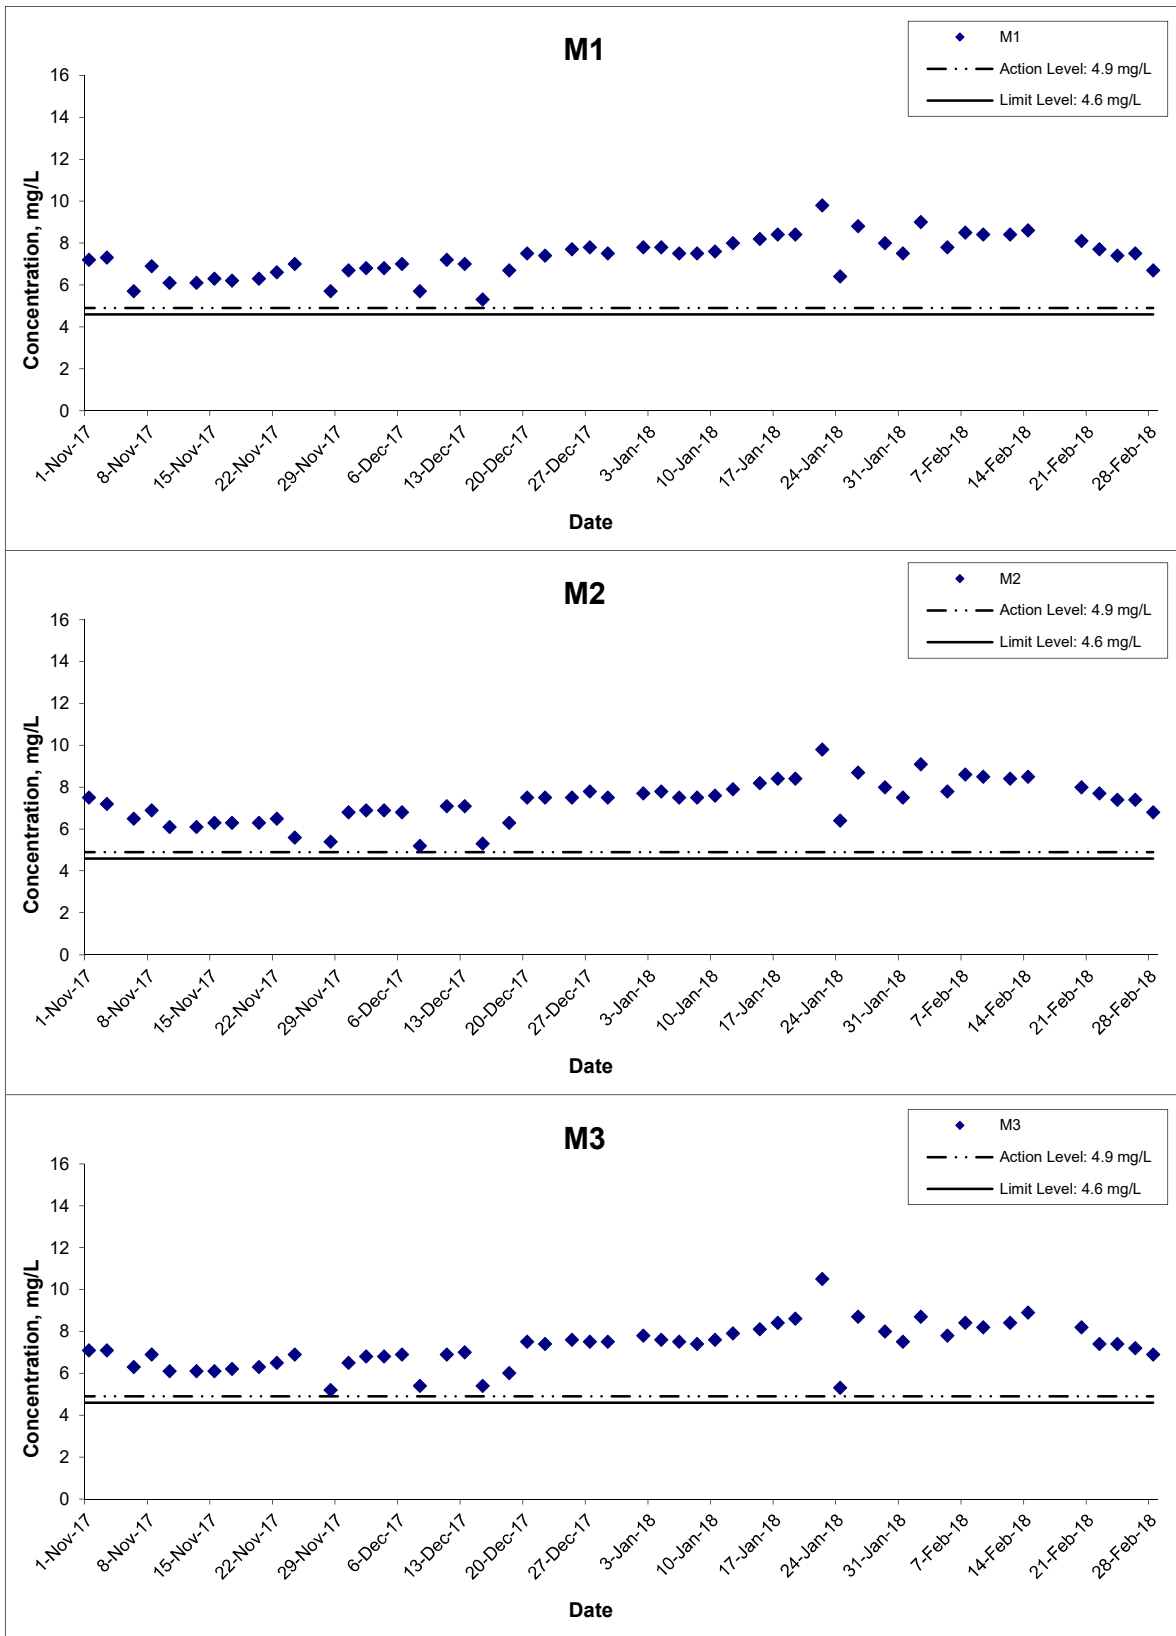 M1
M1
Action Level: 4.9 mg/L
Limit Level: 4.6 mg/L
Concentration, mg/L
16
14
12
10
8
6
4
2
0
1-Nov-17
8-Nov-17
15-Nov-17
22-Nov-17
29-Nov-17
6-Dec-17
13-Dec-17
20-Dec-17
27-Dec-17
3-Jan-18
10-Jan-18
17-Jan-18
24-Jan-18
31-Jan-18
7-Feb-18
14-Feb-18
21-Feb-18
28-Feb-18
Date
M2
M2
Action Level: 4.9 mg/L
Limit Level: 4.6 mg/L
Concentration, mg/L
16
14
12
10
8
6
4
2
0
1-Nov-17
8-Nov-17
15-Nov-17
22-Nov-17
29-Nov-17
6-Dec-17
13-Dec-17
20-Dec-17
27-Dec-17
3-Jan-18
10-Jan-18
17-Jan-18
24-Jan-18
31-Jan-18
7-Feb-18
14-Feb-18
21-Feb-18
28-Feb-18
Date
M3
M3
Action Level: 4.9 mg/L
Limit Level: 4.6 mg/L
Concentration, mg/L
16
14
12
10
8
6
4
2
0
1-Nov-17
8-Nov-17
15-Nov-17
22-Nov-17
29-Nov-17
6-Dec-17
13-Dec-17
20-Dec-17
27-Dec-17
3-Jan-18
10-Jan-18
17-Jan-18
24-Jan-18
31-Jan-18
7-Feb-18
14-Feb-18
21-Feb-18
28-Feb-18
Date